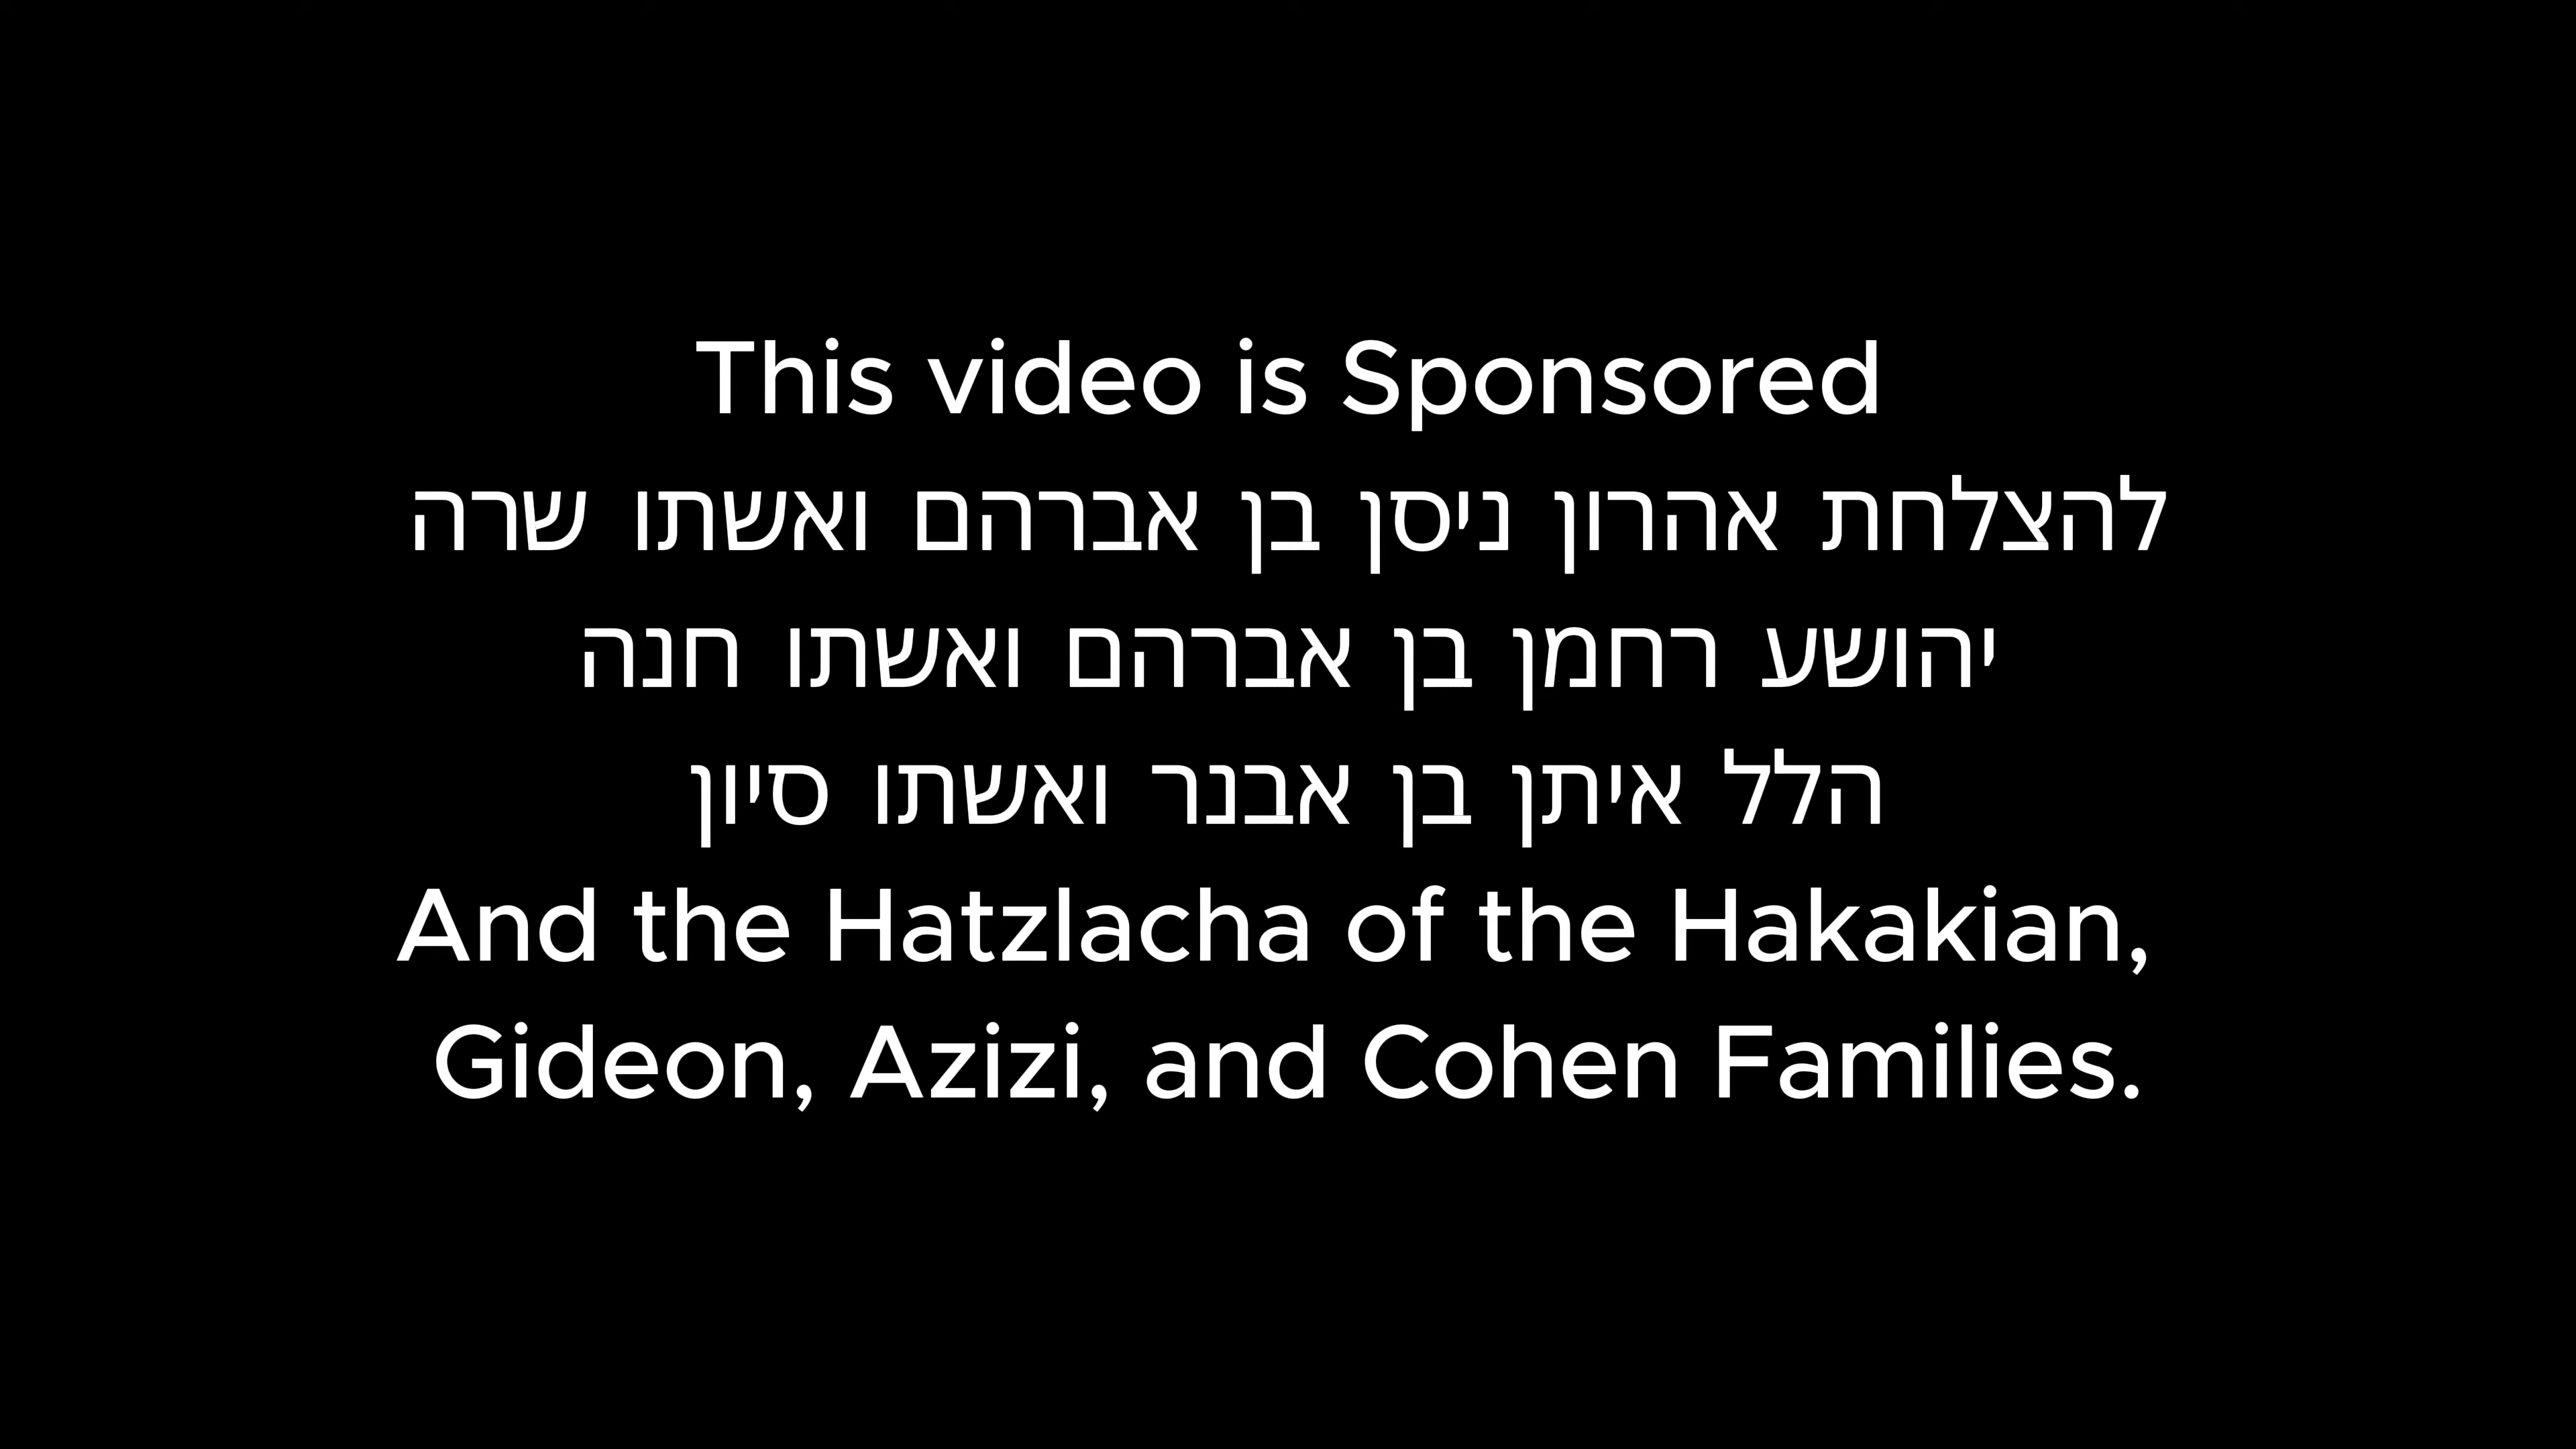 This video is Sponsored
להצלחת אהרון ניסן בן אברהם ואשתו שרה
יהושע רחמן בן אברהם ואשתו חנה
הלל איתן בן אבנר ואשתו סיון
And the Hatzlacha of the Hakakian,
Gideon, Azizi, and Cohen Families.